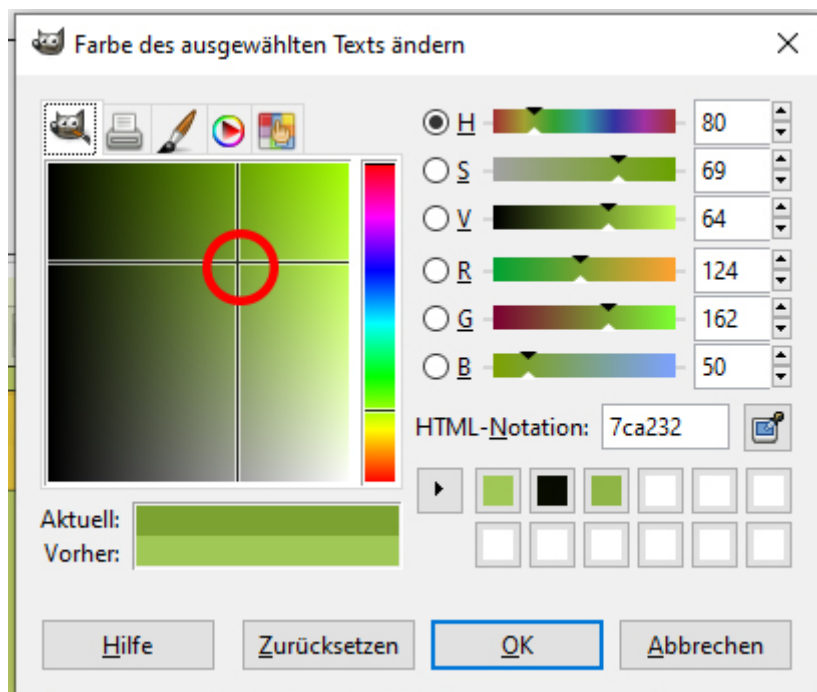 Farbe des ausgewählten Texts ändern
H 80
S 69
V 64
R 124
G 162
B 50
HTML-Notation: 7ca232
Aktuell:
Vorher:
Hilfe Zurücksetzen OK Abbrechen